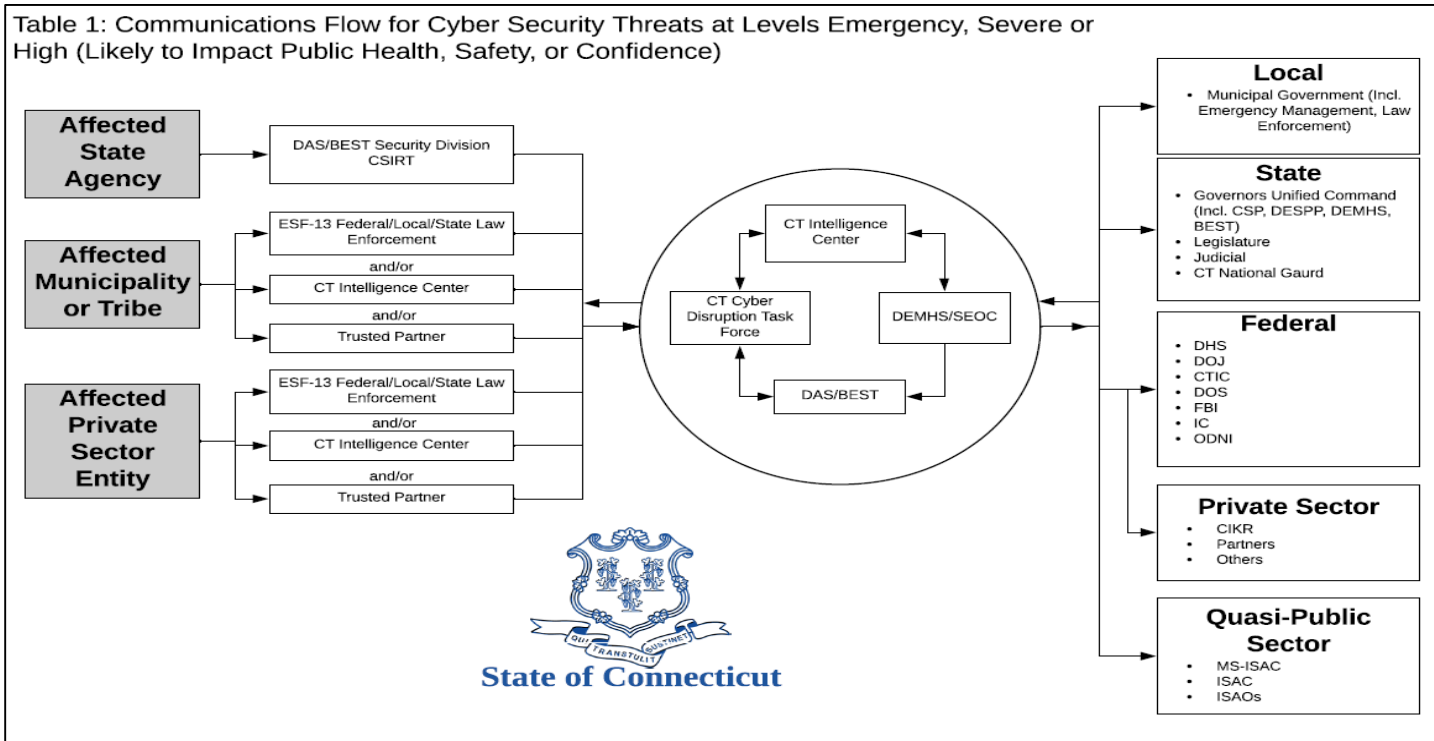 Table 1: Communications Flow for Cyber Security Threats at Levels Emergency, Severe or
High (Likely to Impact Public Health, Safety, or Confidence)
Affected
State
Agency
DAS/BEST Security Division
CSIRT
Affected
Municipality
or Tribe
ESF-13 Federal/Local/State Law
Enforcement
and/or
CT Intelligence Center
and/or
Trusted Partner
Affected
Private
Sector
Entity
ESF-13 Federal/Local/State Law
Enforcement
and/or
CT Intelligence Center
and/or
Trusted Partner
CT Intelligence
Center
CT Cyber
Disruption Task
Force
DEMHS/SEOC
DAS/BEST
Local
• Municipal Government (Incl.
Emergency Management, Law
Enforcement)
State
• Governors Unified Command
(Incl. CSP, DESPP, DEMHS,
BEST)
• Legislature
• Judicial
• CT National Gaurd
Federal
• DHS
• DOJ
• CTIC
• DOS
• FBI
• IC
• ODNI
Private Sector
• CIKR
• Partners
• Others
Quasi-Public
Sector
• MS-ISAC
• ISAC
• ISAOs
QUI TRANSTULIT SUSTINET
State of Connecticut